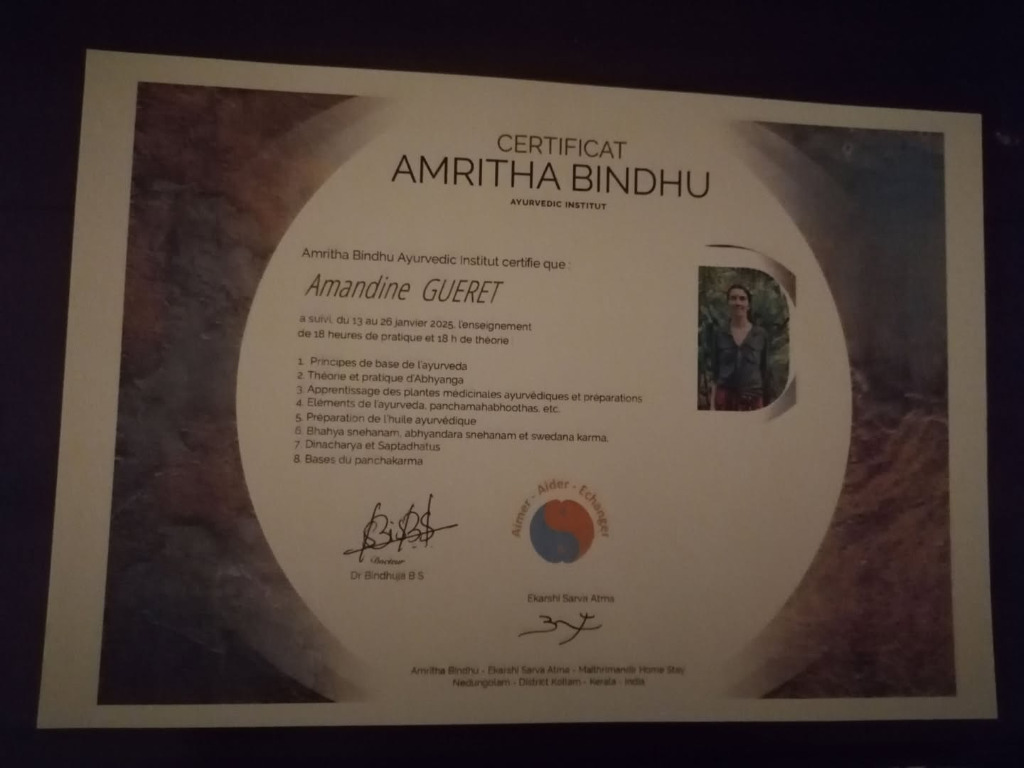 CERTIFICAT
AMRITHA BINDHU
AYURVEDIC INSTITUT
Amritha Bindhu Ayurvedic Institut certifie que :
Amandine GUERET
a suivi, du 13 au 26 janvier 2025, l'enseignement
de 18 heures de pratique et 18 h de théorie :
1. Principes de base de l'ayurveda
2. Théorie et pratique d'Abhyanga
3. Apprentissage des plantes médicinales ayurvédiques et préparations
4. Eléments de l'ayurveda, panchamahabhoothas, etc.
5. Préparation de l'huile ayurvédique
6. Bhahya snehanam, abhyandara snehanam et swedana karma,
7. Dinacharya et Saptadhatus
8. Bases du panchakarma
Aimer - Aider - Echanger
Docteur
Dr Bindhuja B S
Ekarshi Sarva Atma
Amritha Bindhu - Ekarshi Sarva Atma - Maithrimandir Home Stay
Nedungolam - District Kollam - Kerala - India